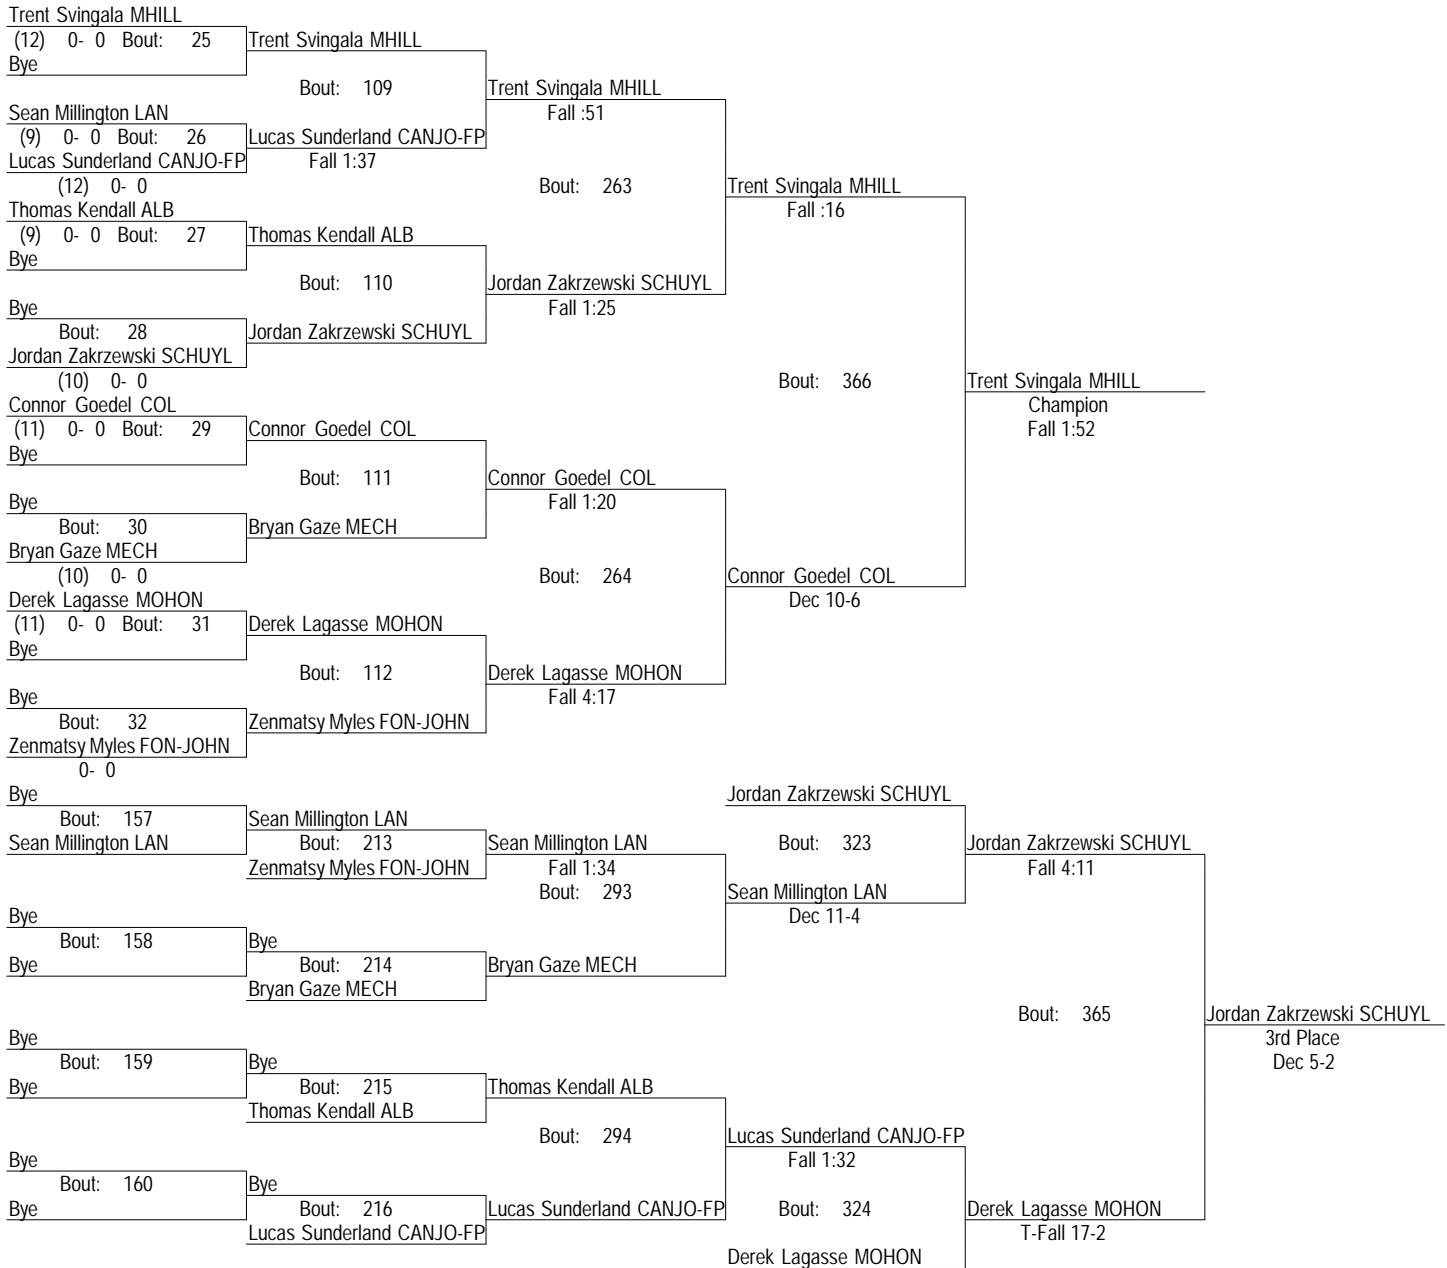 Trent Svingala MHILL
(12) 0- 0 Bout: 25 Trent Svingala MHILL
Bye
Bout: 109 Trent Svingala MHILL
Sean Millington LAN Fall :51
(9) 0- 0 Bout: 26 Lucas Sunderland CANJO-FP
Lucas Sunderland CANJO-FP Fall 1:37
(12) 0- 0 Bout: 263 Trent Svingala MHILL
Thomas Kendall ALB Fall :16
(9) 0- 0 Bout: 27 Thomas Kendall ALB
Bye
Bout: 110 Jordan Zakrzewski SCHUYL
Bye Fall 1:25
Bout: 28 Jordan Zakrzewski SCHUYL
Jordan Zakrzewski SCHUYL
(10) 0- 0 Bout: 366 Trent Svingala MHILL
Connor Goedel COL Champion
(11) 0- 0 Bout: 29 Connor Goedel COL Fall 1:52
Bye
Bout: 111 Connor Goedel COL
Bye Fall 1:20
Bout: 30 Bryan Gaze MECH
Bryan Gaze MECH
(10) 0- 0 Bout: 264 Connor Goedel COL
Derek Lagasse MOHON Dec 10-6
(11) 0- 0 Bout: 31 Derek Lagasse MOHON
Bye
Bout: 112 Derek Lagasse MOHON
Bye Fall 4:17
Bout: 32 Zenmatsy Myles FON-JOHN
Zenmatsy Myles FON-JOHN
0- 0
Bye Jordan Zakrzewski SCHUYL
Bout: 157 Sean Millington LAN
Sean Millington LAN Bout: 213 Sean Millington LAN Bout: 323 Jordan Zakrzewski SCHUYL
Zenmatsy Myles FON-JOHN Fall 1:34 Fall 4:11
Bout: 293 Sean Millington LAN
Bye Dec 11-4
Bout: 158 Bye
Bye Bout: 214 Bryan Gaze MECH
Bryan Gaze MECH
Bout: 365 Jordan Zakrzewski SCHUYL
Bye 3rd Place
Bout: 159 Bye Dec 5-2
Bye Bout: 215 Thomas Kendall ALB
Thomas Kendall ALB
Bout: 294 Lucas Sunderland CANJO-FP
Bye Fall 1:32
Bout: 160 Bye
Bye Bout: 216 Lucas Sunderland CANJO-FP Bout: 324 Derek Lagasse MOHON
Lucas Sunderland CANJO-FP T-Fall 17-2
Derek Lagasse MOHON